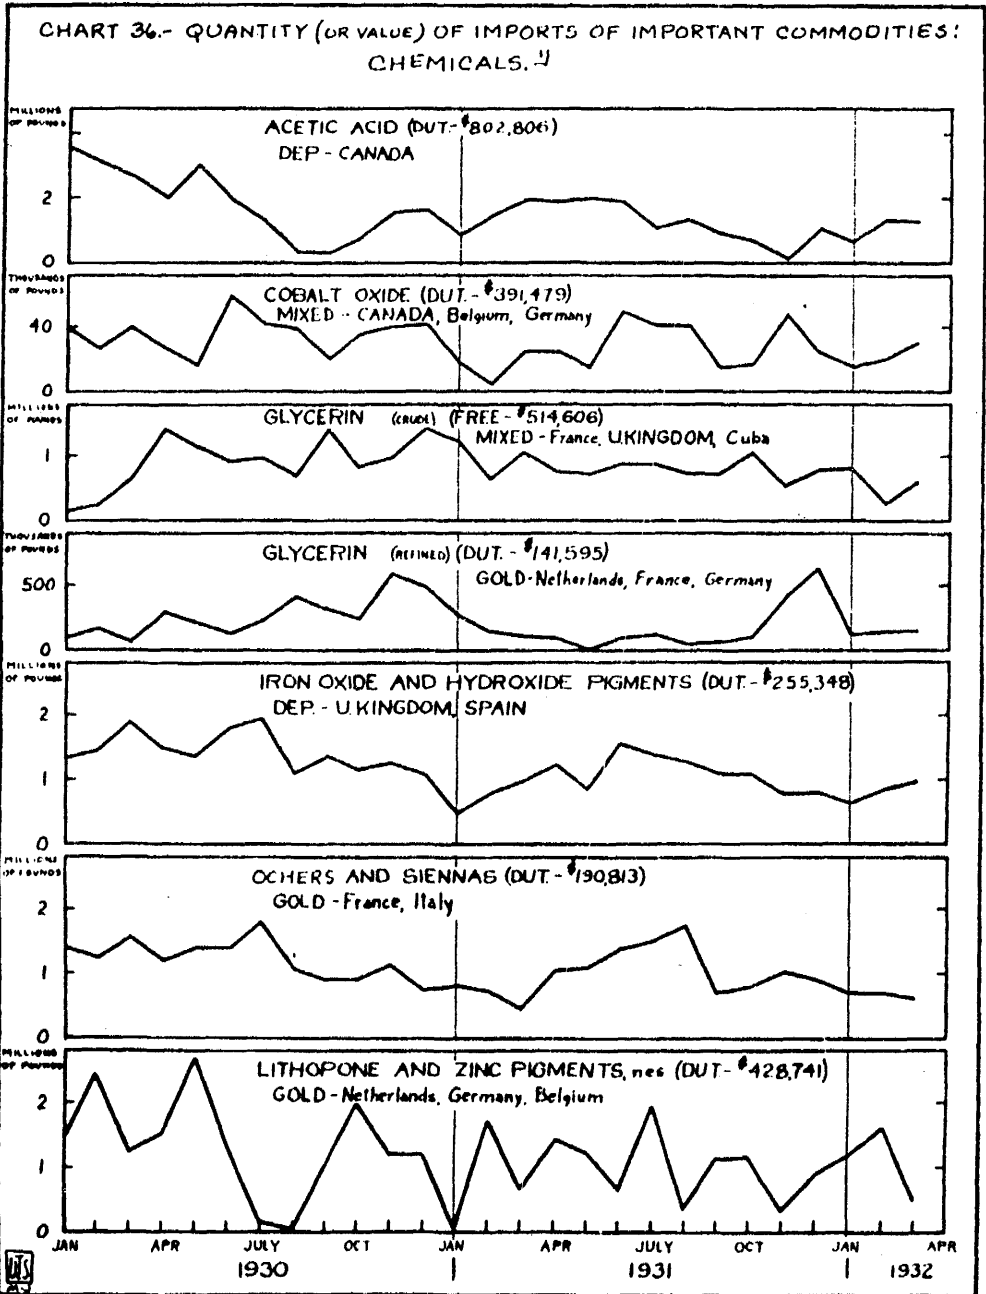 CHART 36.- QUANTITY (OR VALUE) OF IMPORTS OF IMPORTANT COMMODITIES:
CHEMICALS. 1/
MILLIONS
OF POUNDS
ACETIC ACID (DUT.- $802,806)
DEP - CANADA
2
0
THOUSANDS
OF POUNDS
COBALT OXIDE (DUT. - $391,479)
MIXED - CANADA, Belgium, Germany
40
0
MILLIONS
OF POUNDS
GLYCERIN (CRUDE) (FREE - $514,606)
MIXED - France, U.KINGDOM, Cuba
1
0
THOUSANDS
OF POUNDS
GLYCERIN (REFINED) (DUT. - $141,595)
GOLD - Netherlands, France, Germany
500
0
MILLIONS
OF POUNDS
IRON OXIDE AND HYDROXIDE PIGMENTS (DUT. - $255,348)
DEP. - U.KINGDOM, SPAIN
2
1
0
MILLIONS
OF POUNDS
OCHERS AND SIENNAS (DUT. - $190,813)
GOLD - France, Italy
2
1
0
MILLIONS
OF POUNDS
LITHOPONE AND ZINC PIGMENTS, nes (DUT - $428,741)
GOLD - Netherlands, Germany, Belgium
2
1
0
JAN APR JULY OCT JAN APR JULY OCT JAN APR
1930 1931 1932